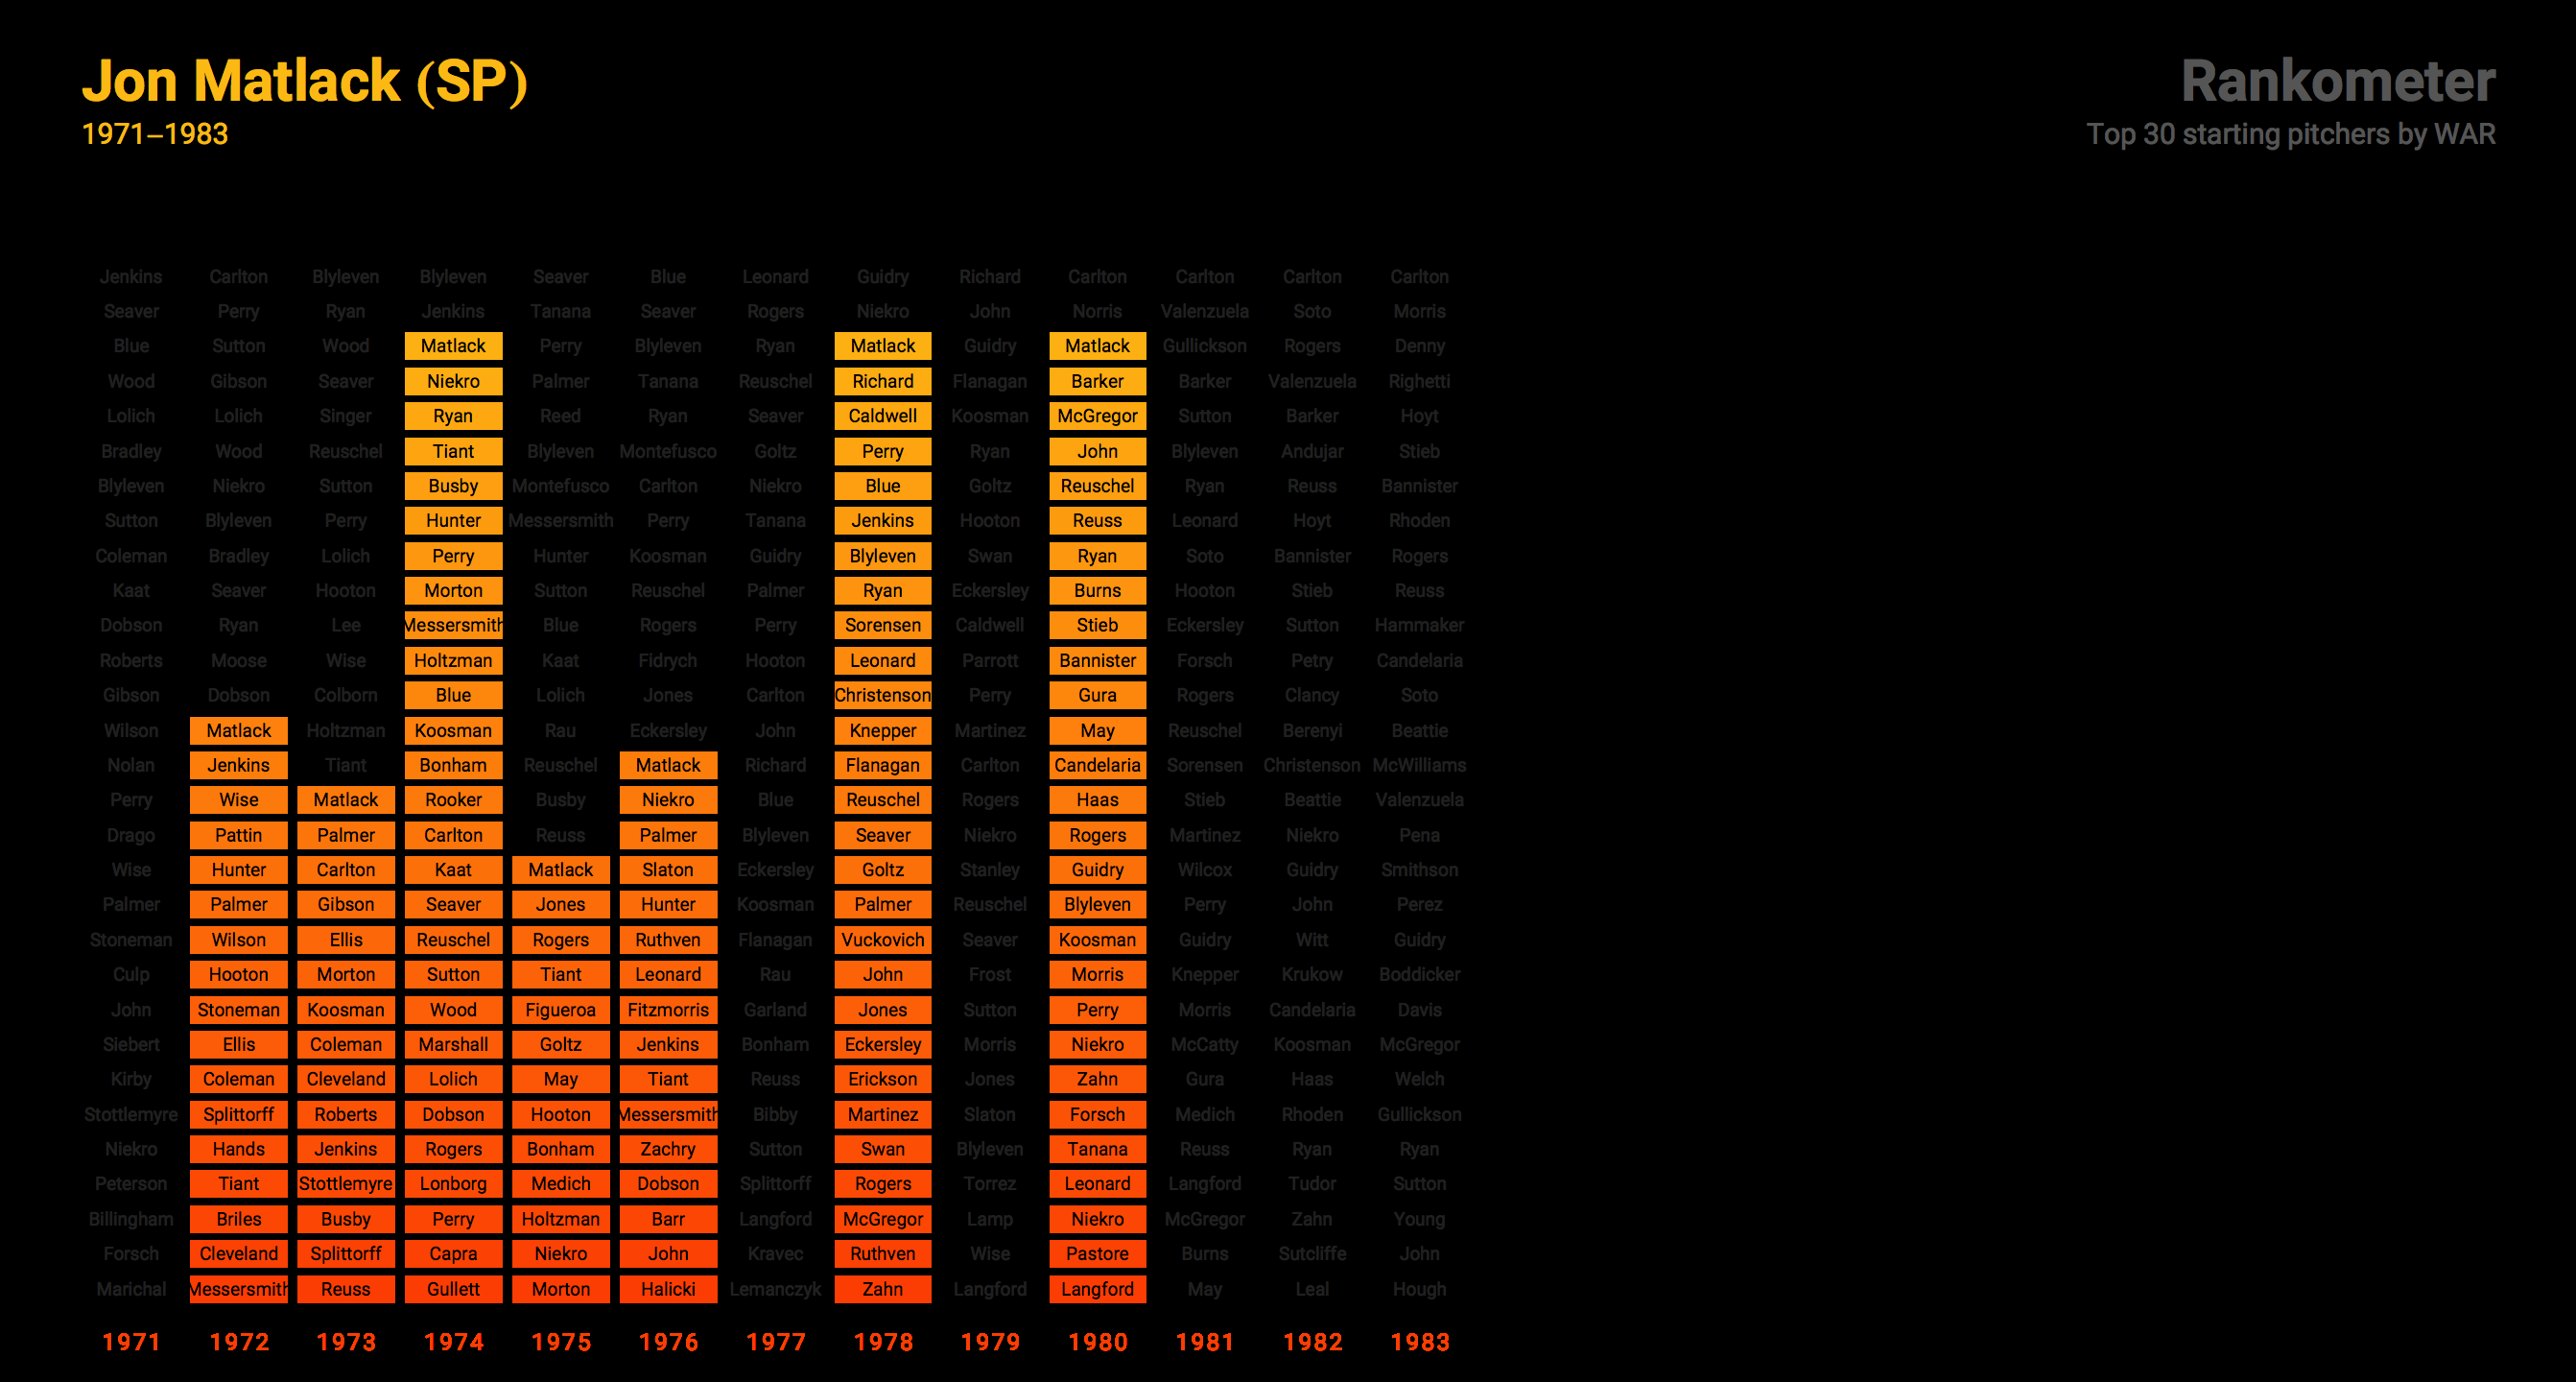 Jon Matlack (SP)
1971–1983
Rankometer
Top 30 starting pitchers by WAR
Jenkins Carlton Blyleven Blyleven Seaver Blue Leonard Guidry Richard Carlton Carlton Carlton Carlton
Seaver Perry Ryan Jenkins Tanana Seaver Rogers Niekro John Norris Valenzuela Soto Morris
Blue Sutton Wood Matlack Perry Blyleven Ryan Matlack Guidry Matlack Gullickson Rogers Denny
Wood Gibson Seaver Niekro Palmer Tanana Reuschel Richard Flanagan Barker Barker Valenzuela Righetti
Lolich Lolich Singer Ryan Reed Ryan Seaver Caldwell Koosman McGregor Sutton Barker Hoyt
Bradley Wood Reuschel Tiant Blyleven Montefusco Goltz Perry Ryan John Blyleven Andujar Stieb
Blyleven Niekro Sutton Busby Montefusco Carlton Niekro Blue Goltz Reuschel Ryan Reuss Bannister
Sutton Blyleven Perry Hunter Messersmith Perry Tanana Jenkins Hooton Reuss Leonard Hoyt Rhoden
Coleman Bradley Lolich Perry Hunter Koosman Guidry Blyleven Swan Ryan Soto Bannister Rogers
Kaat Seaver Hooton Morton Sutton Reuschel Palmer Ryan Eckersley Burns Hooton Stieb Reuss
Dobson Ryan Lee Messersmith Blue Rogers Perry Sorensen Caldwell Stieb Eckersley Sutton Hammaker
Roberts Moose Wise Holtzman Kaat Fidrych Hooton Leonard Parrott Bannister Forsch Petry Candelaria
Gibson Dobson Colborn Blue Lolich Jones Carlton Christenson Perry Gura Rogers Clancy Soto
Wilson Matlack Holtzman Koosman Rau Eckersley John Knepper Martinez May Reuschel Berenyi Beattie
Nolan Jenkins Tiant Bonham Reuschel Matlack Richard Flanagan Carlton Candelaria Sorensen Christenson McWilliams
Perry Wise Matlack Rooker Busby Niekro Blue Reuschel Rogers Haas Stieb Beattie Valenzuela
Drago Pattin Palmer Carlton Reuss Palmer Blyleven Seaver Niekro Rogers Martinez Niekro Pena
Wise Hunter Carlton Kaat Matlack Slaton Eckersley Goltz Stanley Guidry Wilcox Guidry Smithson
Palmer Palmer Gibson Seaver Jones Hunter Koosman Palmer Reuschel Blyleven Perry John Perez
Stoneman Wilson Ellis Reuschel Rogers Ruthven Flanagan Vuckovich Seaver Koosman Guidry Witt Guidry
Culp Hooton Morton Sutton Tiant Leonard Rau John Frost Morris Knepper Krukow Boddicker
John Stoneman Koosman Wood Figueroa Fitzmorris Garland Jones Sutton Perry Morris Candelaria Davis
Siebert Ellis Coleman Marshall Goltz Jenkins Bonham Eckersley Morris Niekro McCatty Koosman McGregor
Kirby Coleman Cleveland Lolich May Tiant Reuss Erickson Jones Zahn Gura Haas Welch
Stottlemyre Splittorff Roberts Dobson Hooton Messersmith Bibby Martinez Slaton Forsch Medich Rhoden Gullickson
Niekro Hands Jenkins Rogers Bonham Zachry Sutton Swan Blyleven Tanana Reuss Ryan Ryan
Peterson Tiant Stottlemyre Lonborg Medich Dobson Splittorff Rogers Torrez Leonard Langford Tudor Sutton
Billingham Briles Busby Perry Holtzman Barr Langford McGregor Lamp Niekro McGregor Zahn Young
Forsch Cleveland Splittorff Capra Niekro John Kravec Ruthven Wise Pastore Burns Sutcliffe John
Marichal Messersmith Reuss Gullett Morton Halicki Lemanczyk Zahn Langford Langford May Leal Hough
1971 1972 1973 1974 1975 1976 1977 1978 1979 1980 1981 1982 1983